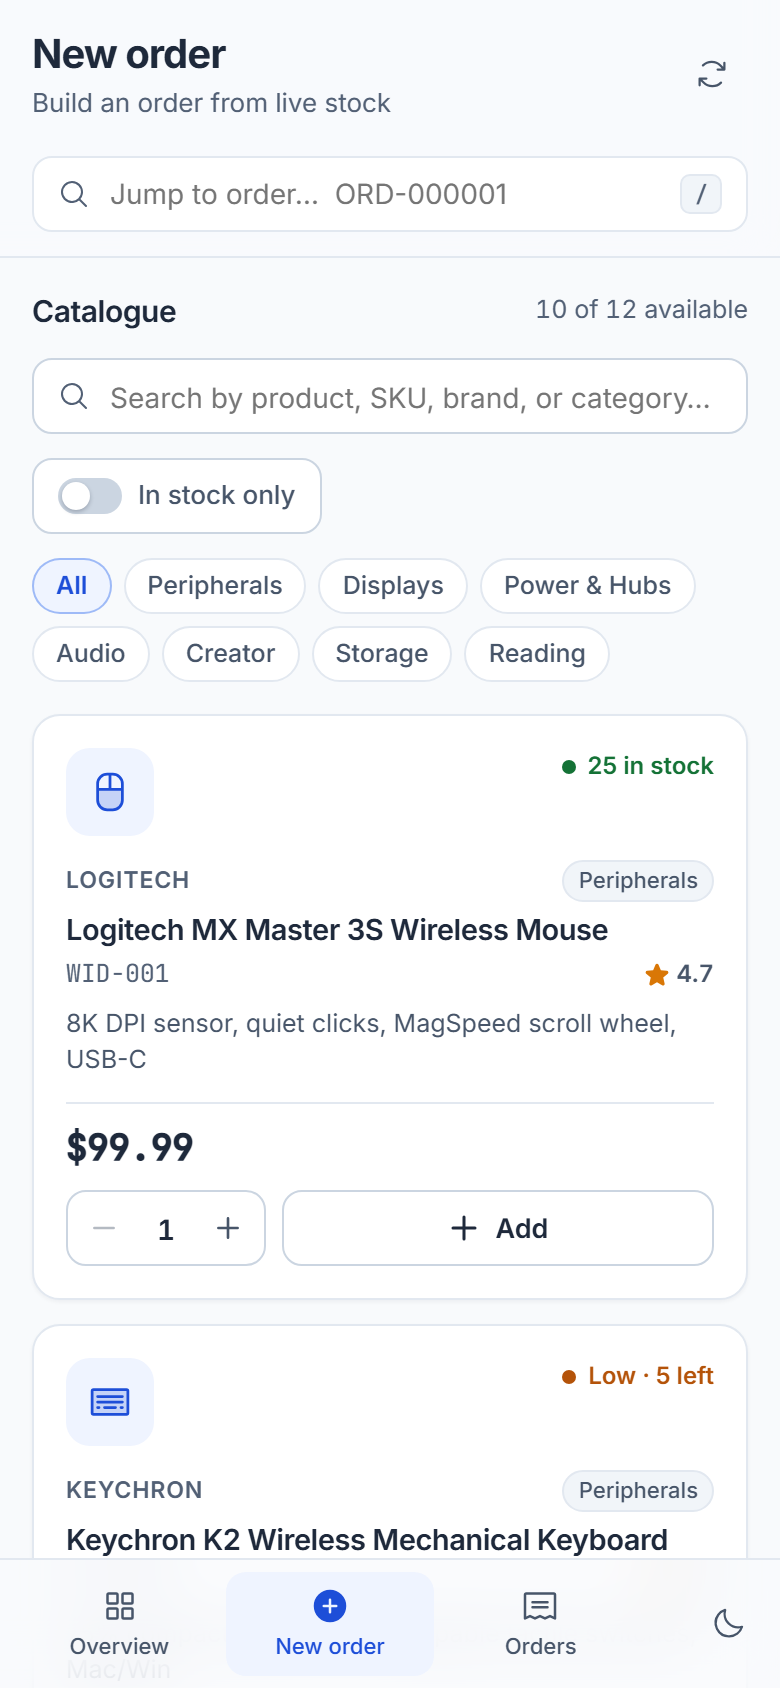 New order
Build an order from live stock
Jump to order... ORD-000001
/
Catalogue
10 of 12 available
Search by product, SKU, brand, or category...
In stock only
All
Peripherals
Displays
Power & Hubs
Audio
Creator
Storage
Reading
25 in stock
LOGITECH
Peripherals
Logitech MX Master 3S Wireless Mouse
WID-001
4.7
8K DPI sensor, quiet clicks, MagSpeed scroll wheel,
USB-C
$99.99
1
Add
Low · 5 left
KEYCHRON
Peripherals
Keychron K2 Wireless Mechanical Keyboard
Mac/Win
Overview
New order
Orders